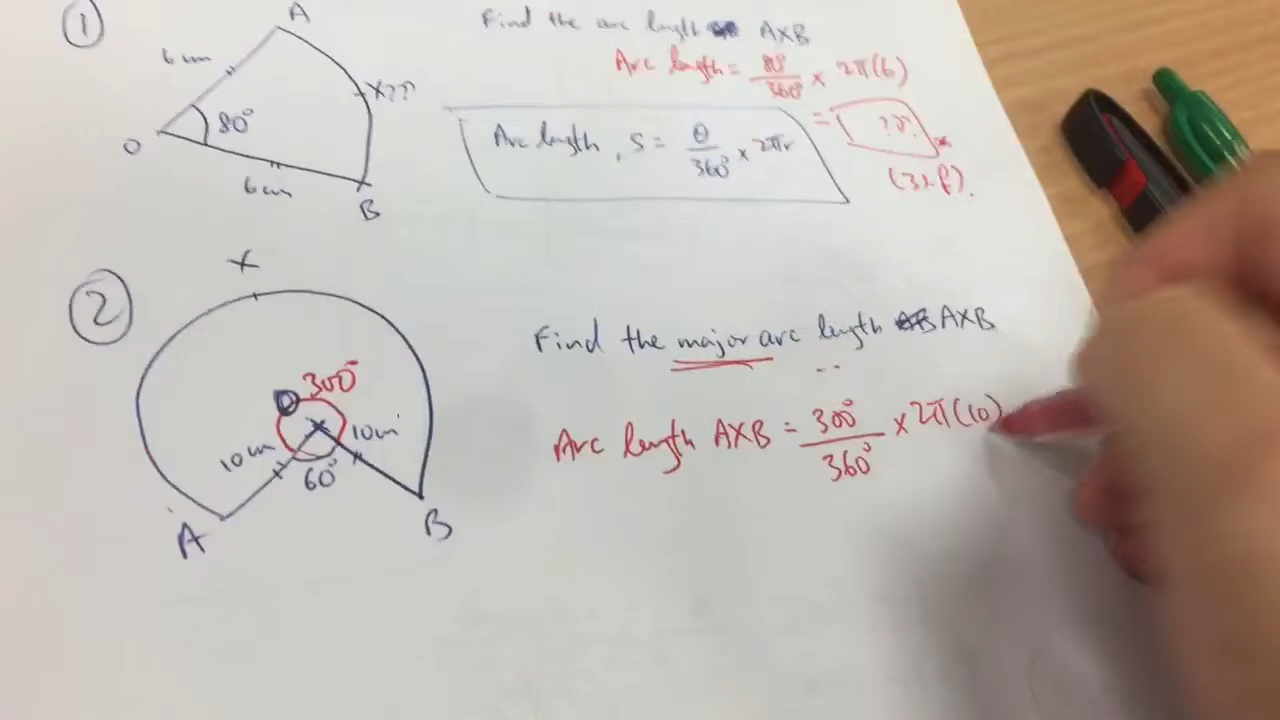 1
A
6cm
O
80°
X??
6cm
B
Find the arc length AXB
Arc length = 80°/360° × 2π(6)
= ??.
(3s.f).
Arc length, S = θ/360° × 2πr
2
X
300°
O
10cm
10cm
60°
A
B
Find the major arc length AXB
Arc length AXB = 300°/360° × 2π(10)